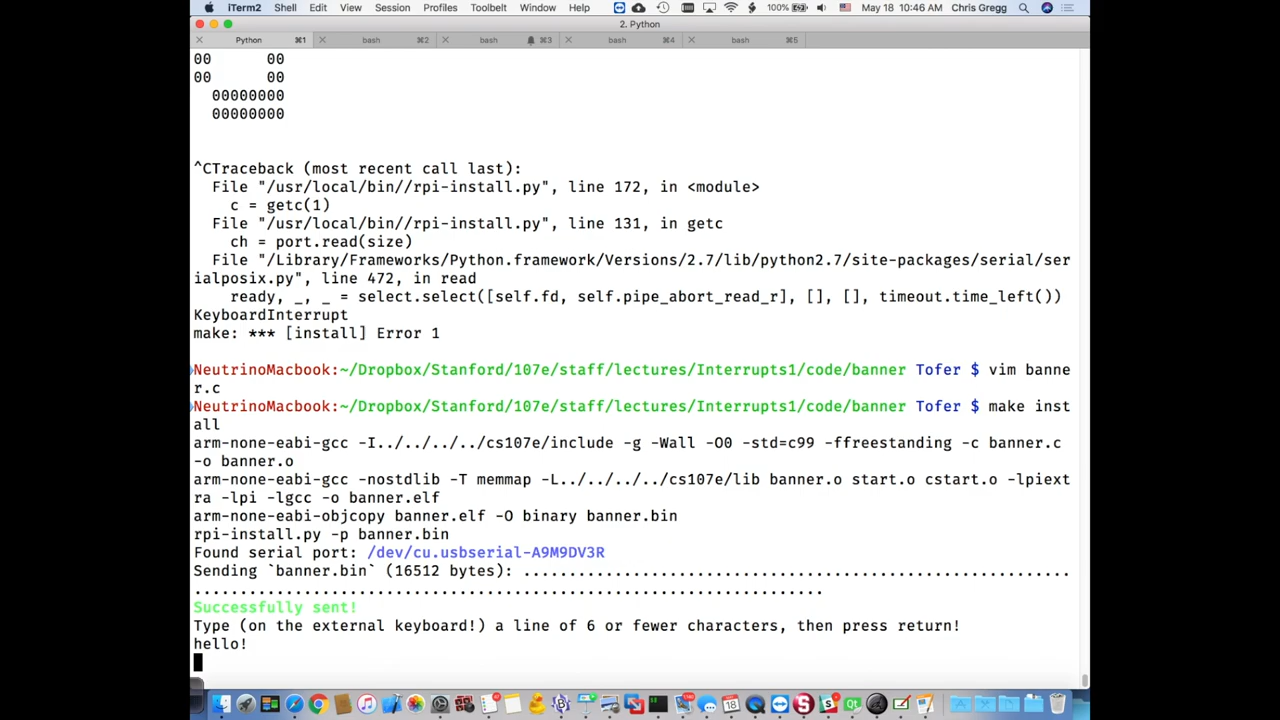 iTerm2 Shell Edit View Session Profiles Toolbelt Window Help 100% May 18 10:46 AM Chris Gregg
2. Python
Python ⌘1 bash ⌘2 bash ⌘3 bash ⌘4 bash ⌘5
00      00
00      00
00000000
00000000
^CTraceback (most recent call last):
File "/usr/local/bin//rpi-install.py", line 172, in <module>
c = getc(1)
File "/usr/local/bin//rpi-install.py", line 131, in getc
ch = port.read(size)
File "/Library/Frameworks/Python.framework/Versions/2.7/lib/python2.7/site-packages/serial/ser
ialposix.py", line 472, in read
ready, _, _ = select.select([self.fd, self.pipe_abort_read_r], [], [], timeout.time_left())
KeyboardInterrupt
make: *** [install] Error 1
NeutrinoMacbook:~/Dropbox/Stanford/107e/staff/lectures/Interrupts1/code/banner Tofer $ vim banne
r.c
NeutrinoMacbook:~/Dropbox/Stanford/107e/staff/lectures/Interrupts1/code/banner Tofer $ make inst
all
arm-none-eabi-gcc -I../../../../cs107e/include -g -Wall -O0 -std=c99 -ffreestanding -c banner.c
-o banner.o
arm-none-eabi-gcc -nostdlib -T memmap -L../../../../cs107e/lib banner.o start.o cstart.o -lpiext
ra -lpi -lgcc -o banner.elf
arm-none-eabi-objcopy banner.elf -O binary banner.bin
rpi-install.py -p banner.bin
Found serial port: /dev/cu.usbserial-A9M9DV3R
Sending `banner.bin` (16512 bytes): ............................................................
.....................................................................
Successfully sent!
Type (on the external keyboard!) a line of 6 or fewer characters, then press return!
hello!